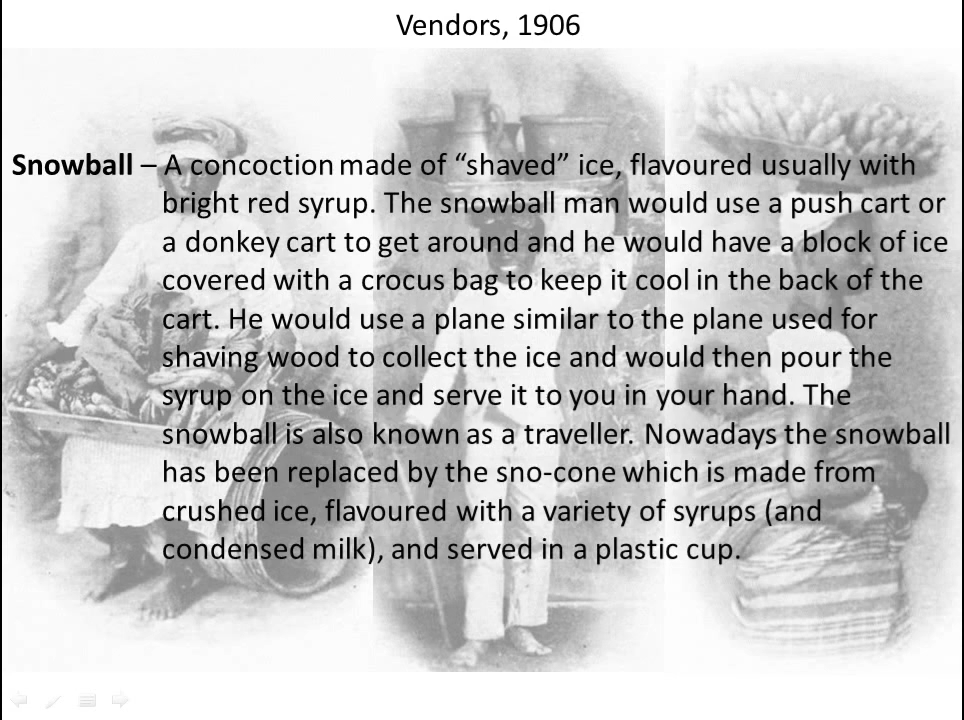 Vendors, 1906
Snowball – A concoction made of “shaved” ice, flavoured usually with
bright red syrup. The snowball man would use a push cart or
a donkey cart to get around and he would have a block of ice
covered with a crocus bag to keep it cool in the back of the
cart. He would use a plane similar to the plane used for
shaving wood to collect the ice and would then pour the
syrup on the ice and serve it to you in your hand. The
snowball is also known as a traveller. Nowadays the snowball
has been replaced by the sno-cone which is made from
crushed ice, flavoured with a variety of syrups (and
condensed milk), and served in a plastic cup.